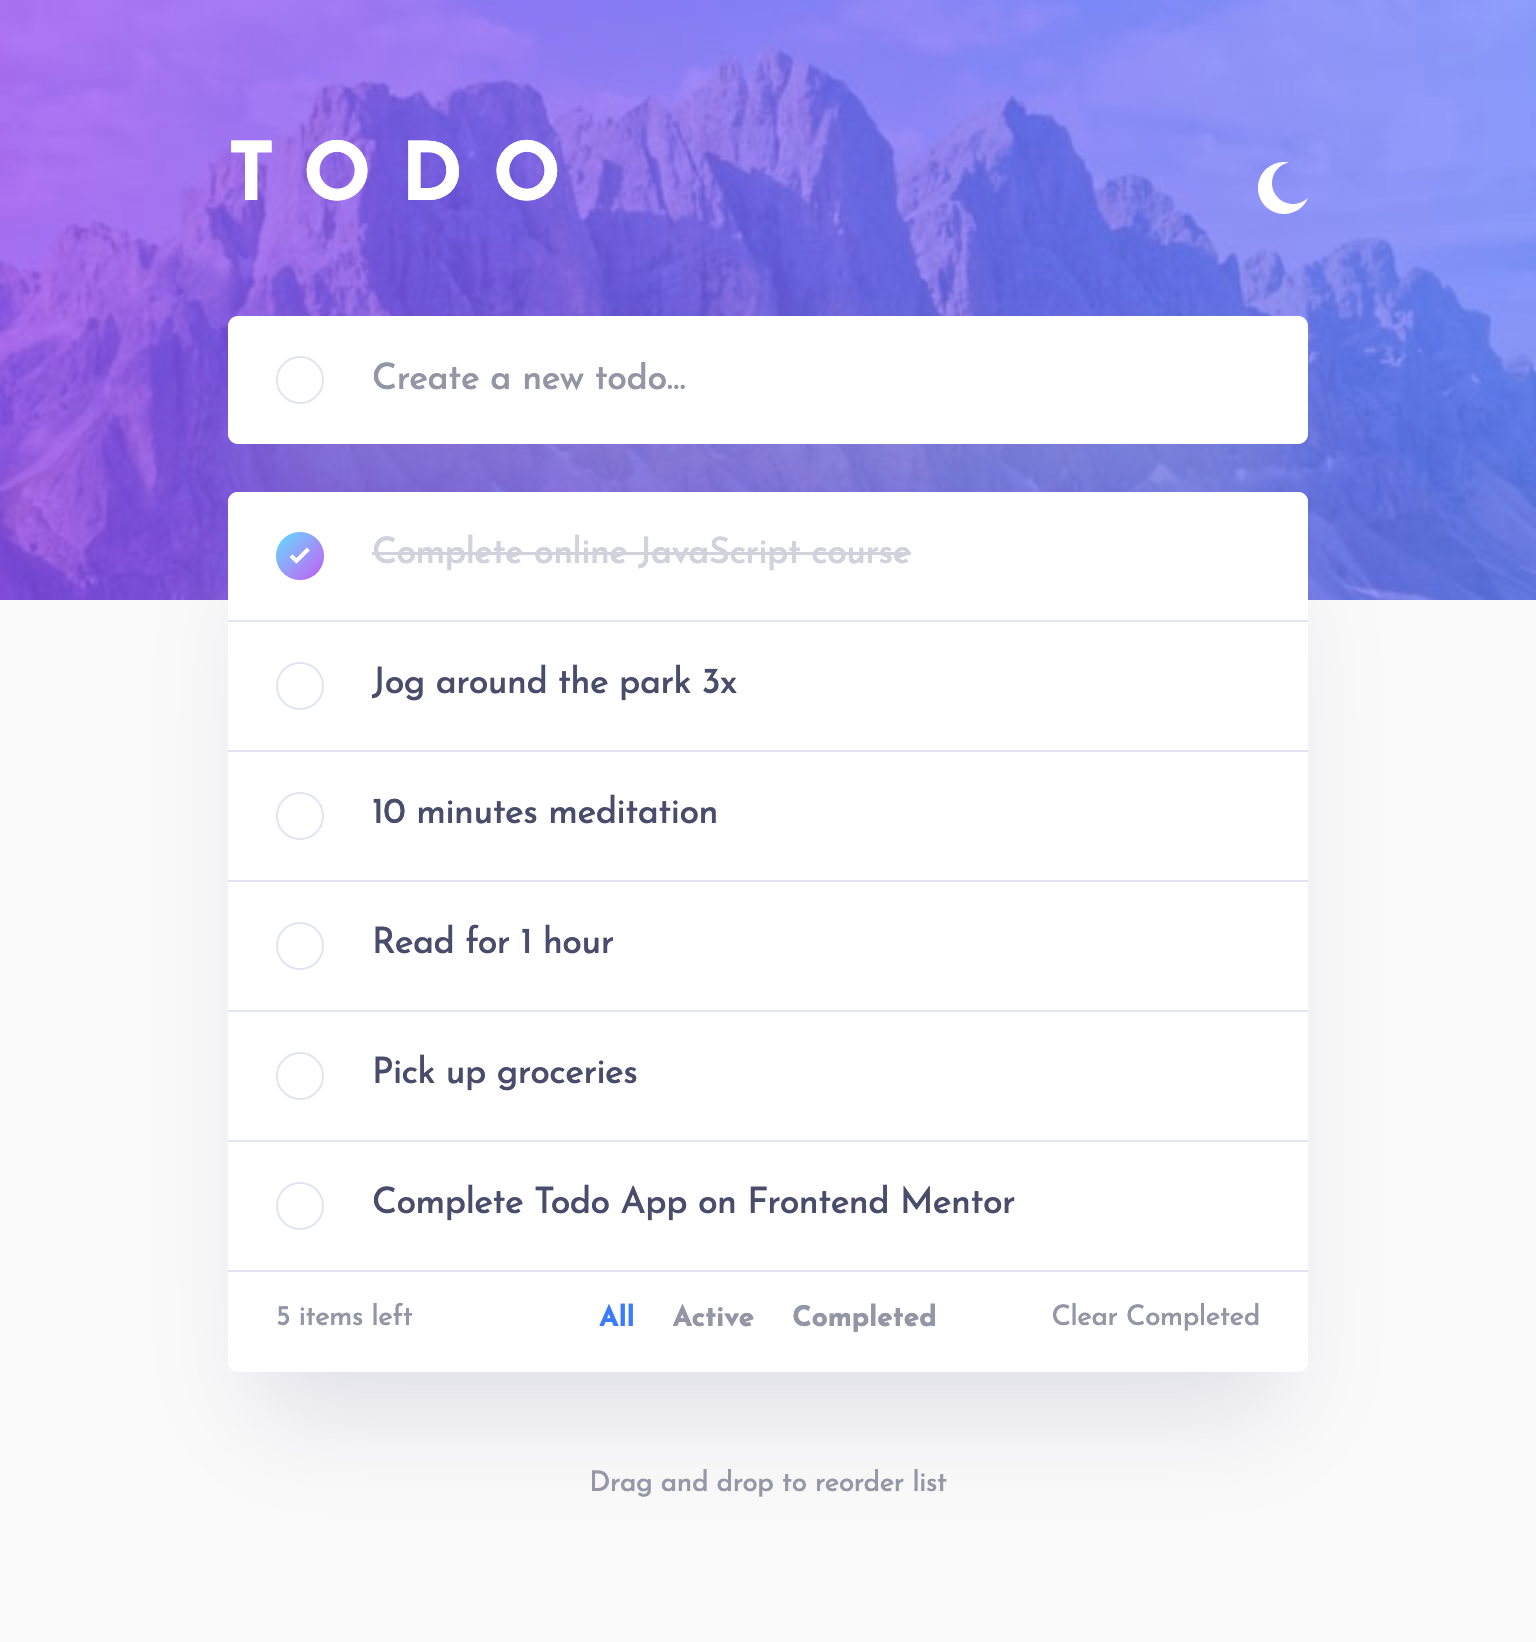 TODO
Create a new todo...
Complete online JavaScript course
Jog around the park 3x
10 minutes meditation
Read for 1 hour
Pick up groceries
Complete Todo App on Frontend Mentor
5 items left All Active Completed Clear Completed
Drag and drop to reorder list